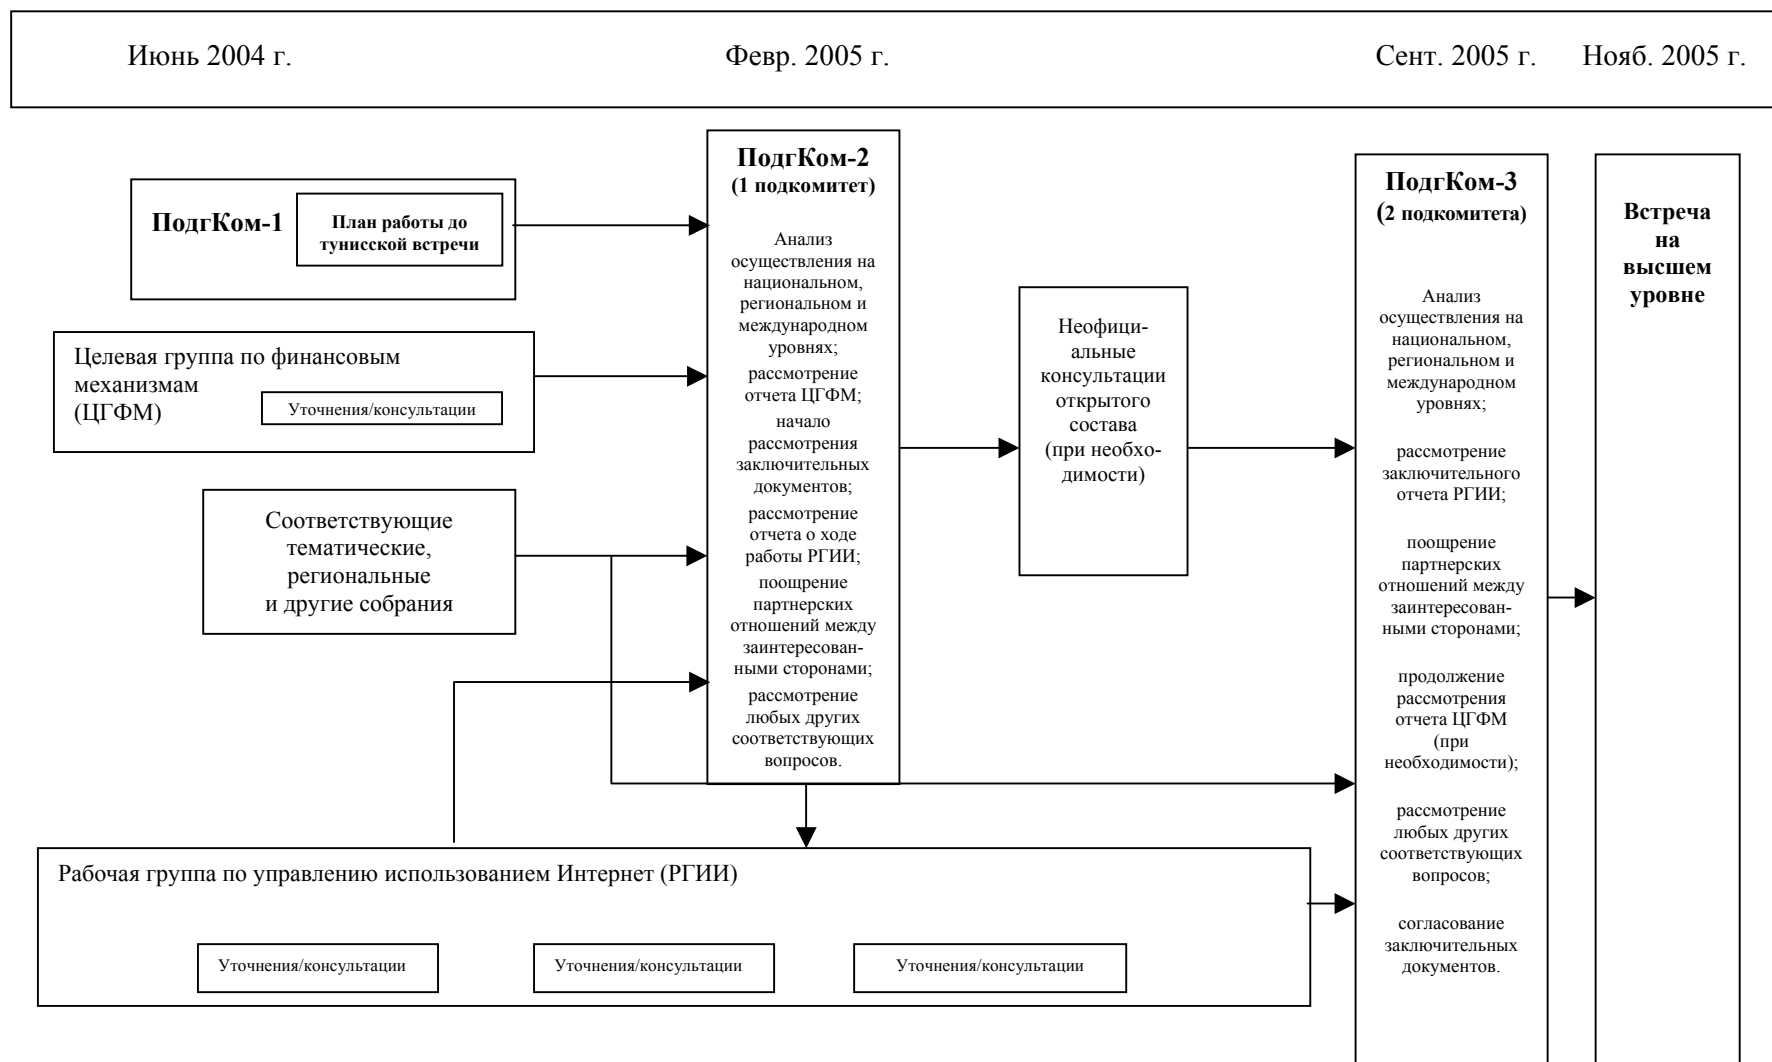 Июнь 2004 г.
Февр. 2005 г.
Сент. 2005 г.
Нояб. 2005 г.
ПодгКом-1
План работы до
тунисской встречи
Целевая группа по финансовым
механизмам
(ЦГФМ)
Уточнения/консультации
Соответствующие
тематические,
региональные
и другие собрания
ПодгКом-2
(1 подкомитет)
Анализ
осуществления на
национальном,
региональном и
международном
уровнях;
рассмотрение
отчета ЦГФМ;
начало
рассмотрения
заключительных
документов;
рассмотрение
отчета о ходе
работы РГИИ;
поощрение
партнерских
отношений между
заинтересован-
ными сторонами;
рассмотрение
любых других
соответствующих
вопросов.
Неофици-
альные
консультации
открытого
состава
(при необхо-
димости)
ПодгКом-3
(2 подкомитета)
Анализ
осуществления на
национальном,
региональном и
международном
уровнях;
рассмотрение
заключительного
отчета РГИИ;
поощрение
партнерских
отношений между
заинтересован-
ными сторонами;
продолжение
рассмотрения
отчета ЦГФМ
(при
необходимости);
рассмотрение
любых других
соответствующих
вопросов;
согласование
заключительных
документов.
Встреча
на
высшем
уровне
Рабочая группа по управлению использованием Интернет (РГИИ)
Уточнения/консультации
Уточнения/консультации
Уточнения/консультации